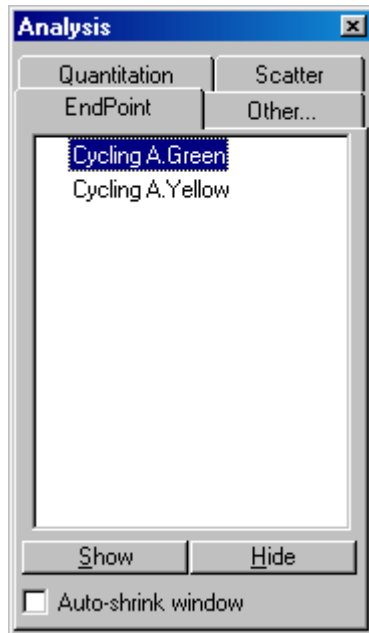 Analysis
Quantitation Scatter
EndPoint Other...
Cycling A.Green
Cycling A.Yellow
Show Hide
Auto-shrink window